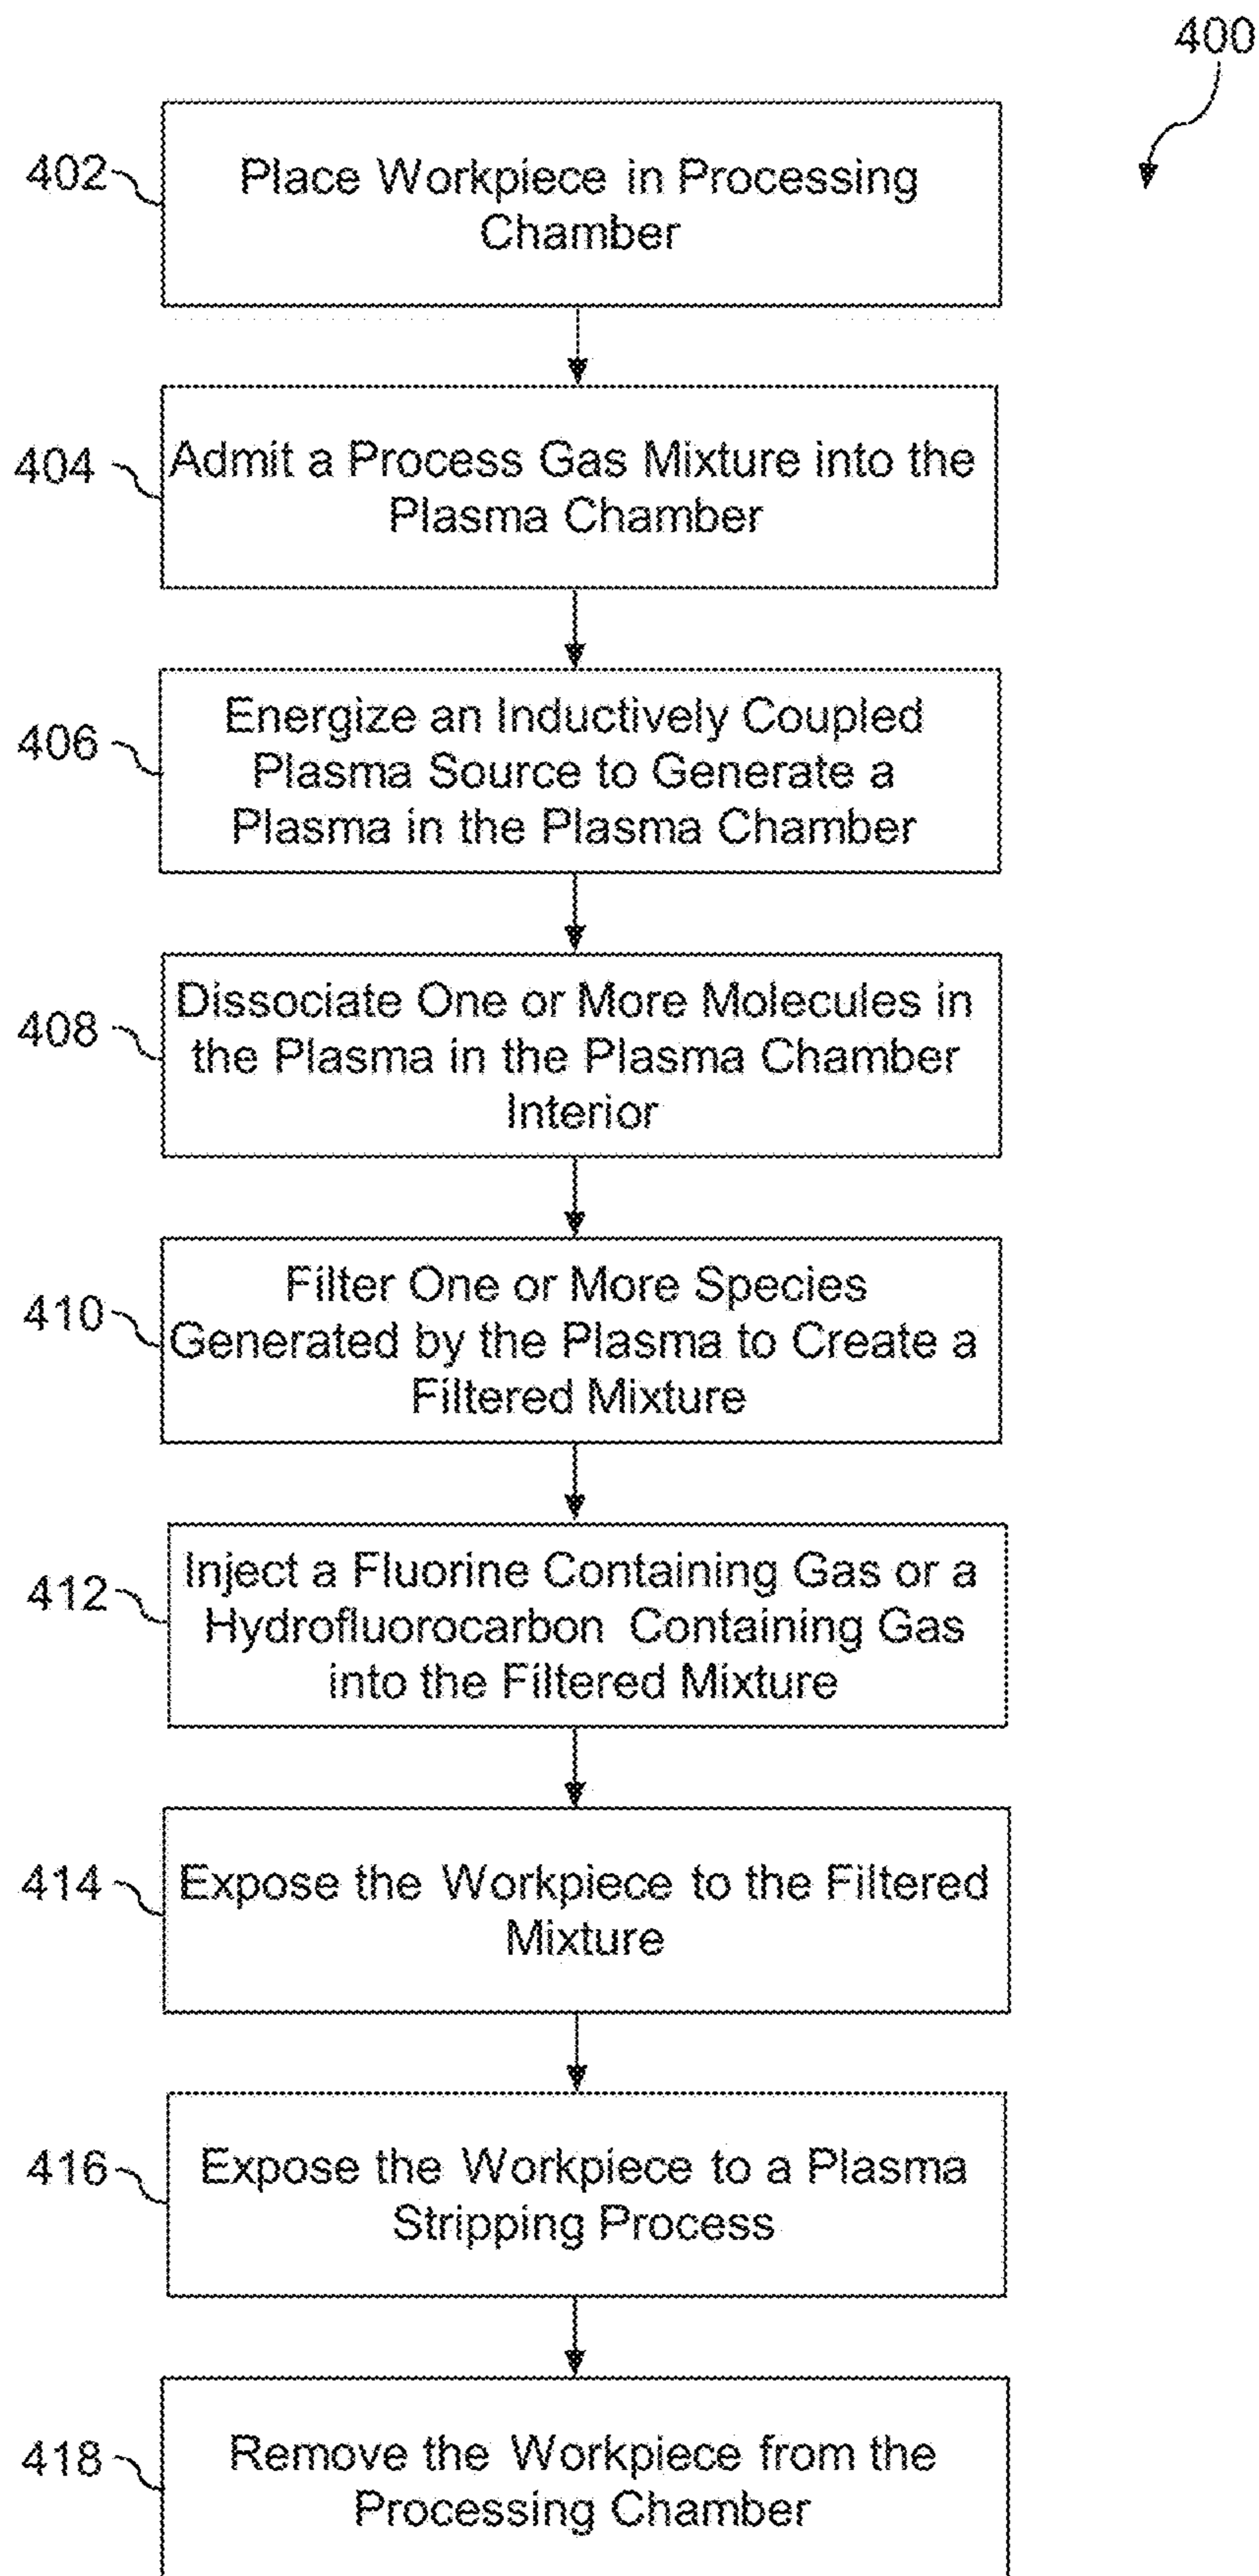 400
402
Place Workpiece in Processing
Chamber
404
Admit a Process Gas Mixture into the
Plasma Chamber
406
Energize an Inductively Coupled
Plasma Source to Generate a
Plasma in the Plasma Chamber
408
Dissociate One or More Molecules in
the Plasma in the Plasma Chamber
Interior
410
Filter One or More Species
Generated by the Plasma to Create a
Filtered Mixture
412
Inject a Fluorine Containing Gas or a
Hydrofluorocarbon Containing Gas
into the Filtered Mixture
414
Expose the Workpiece to the Filtered
Mixture
416
Expose the Workpiece to a Plasma
Stripping Process
418
Remove the Workpiece from the
Processing Chamber